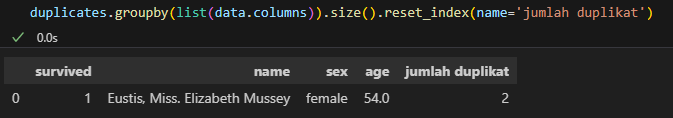 duplicates.groupby(list(data.columns)).size().reset_index(name='jumlah duplikat')
0.0s
survived name sex age jumlah duplikat
0 1 Eustis, Miss. Elizabeth Mussey female 54.0 2